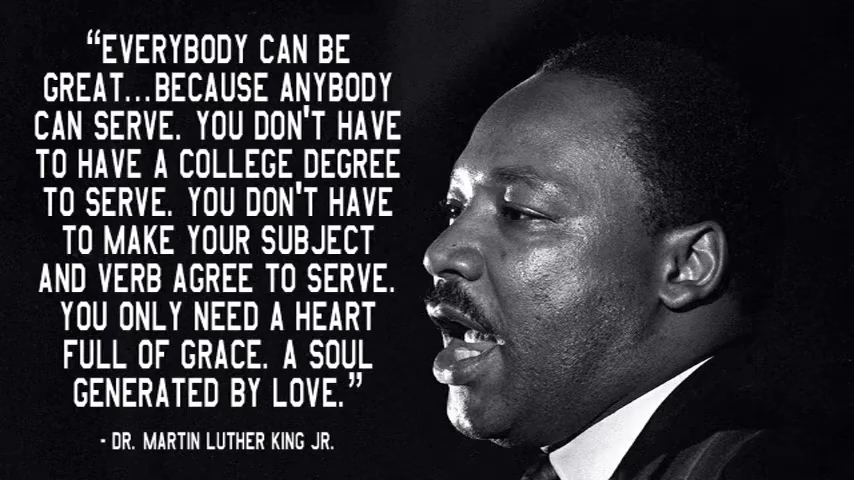 “EVERYBODY CAN BE
GREAT...BECAUSE ANYBODY
CAN SERVE. YOU DON'T HAVE
TO HAVE A COLLEGE DEGREE
TO SERVE. YOU DON'T HAVE
TO MAKE YOUR SUBJECT
AND VERB AGREE TO SERVE.
YOU ONLY NEED A HEART
FULL OF GRACE. A SOUL
GENERATED BY LOVE.”
- DR. MARTIN LUTHER KING JR.